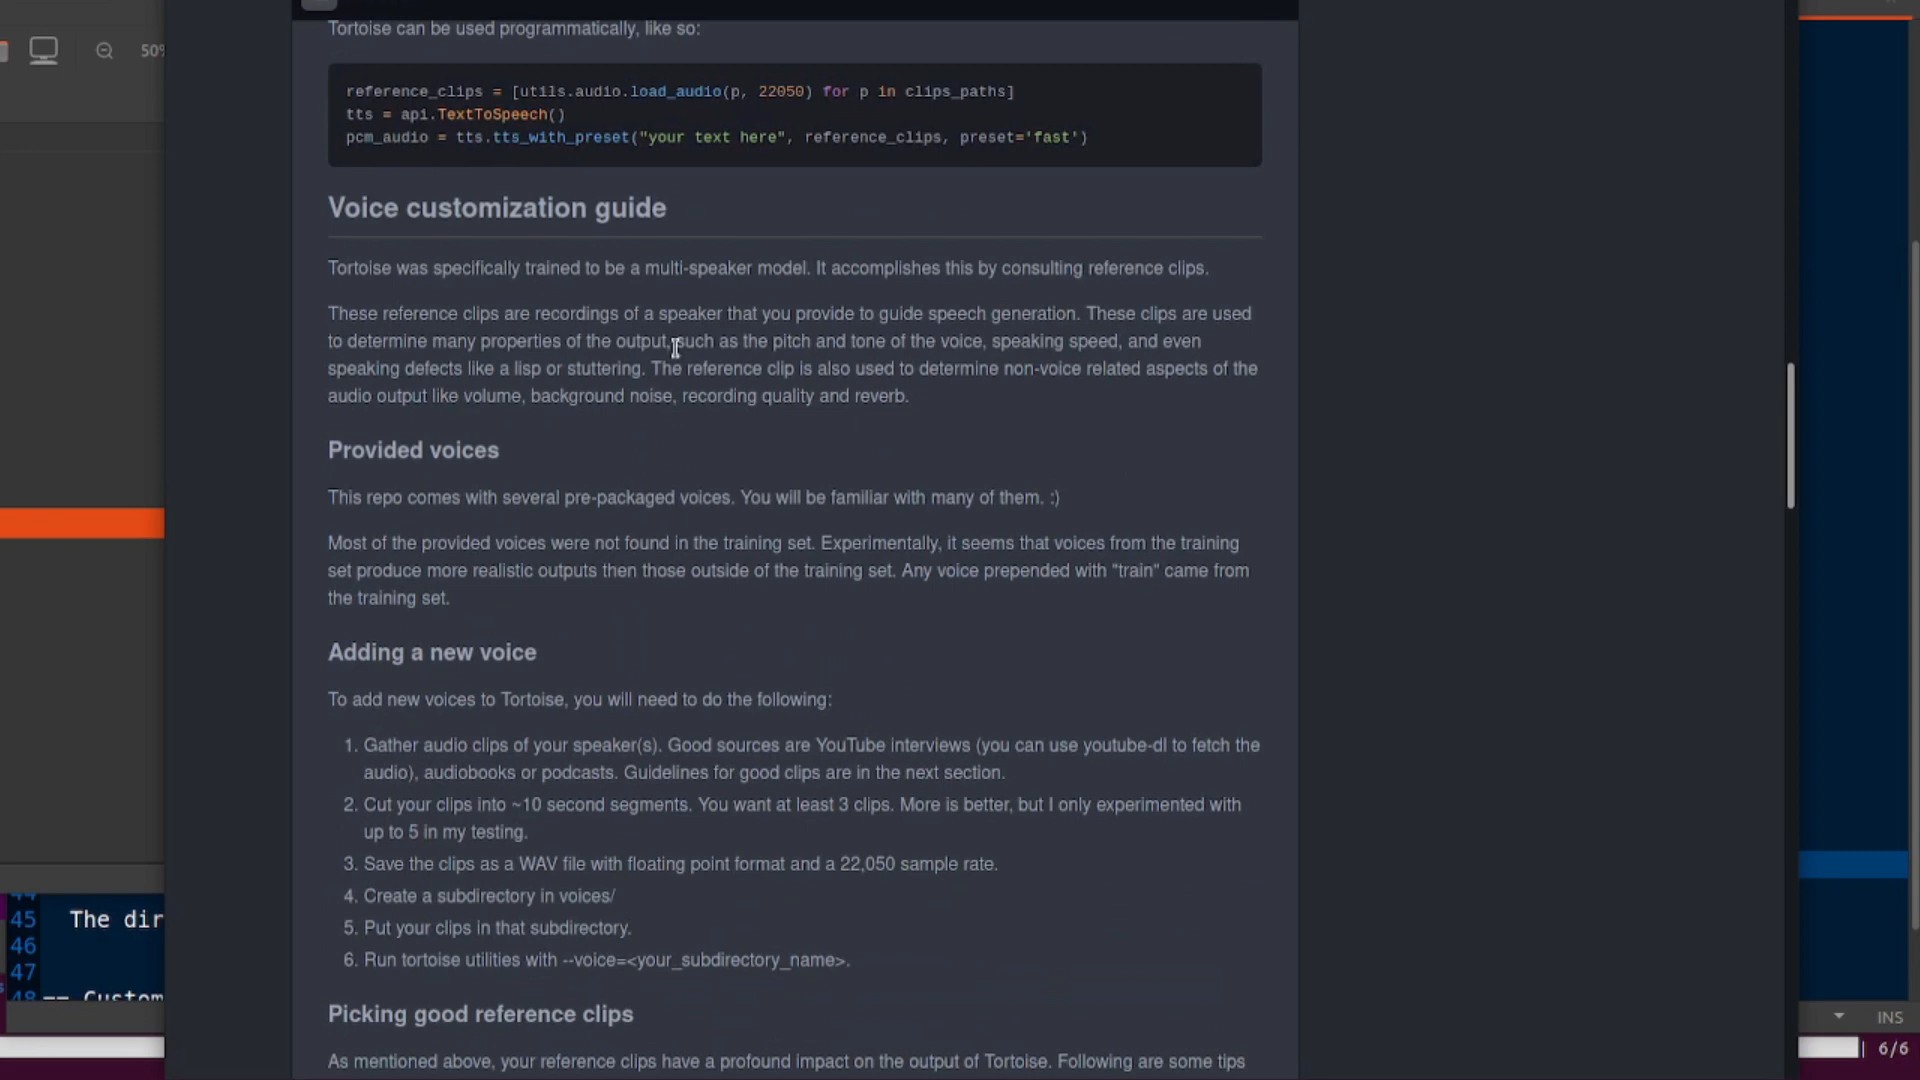 50%
Tortoise can be used programmatically, like so:
reference_clips = [utils.audio.load_audio(p, 22050) for p in clips_paths]
tts = api.TextToSpeech()
pcm_audio = tts.tts_with_preset("your text here", reference_clips, preset='fast')
Voice customization guide
Tortoise was specifically trained to be a multi-speaker model. It accomplishes this by consulting reference clips.
These reference clips are recordings of a speaker that you provide to guide speech generation. These clips are used
to determine many properties of the output, such as the pitch and tone of the voice, speaking speed, and even
speaking defects like a lisp or stuttering. The reference clip is also used to determine non-voice related aspects of the
audio output like volume, background noise, recording quality and reverb.
Provided voices
This repo comes with several pre-packaged voices. You will be familiar with many of them. :)
Most of the provided voices were not found in the training set. Experimentally, it seems that voices from the training
set produce more realistic outputs then those outside of the training set. Any voice prepended with "train" came from
the training set.
Adding a new voice
To add new voices to Tortoise, you will need to do the following:
1. Gather audio clips of your speaker(s). Good sources are YouTube interviews (you can use youtube-dl to fetch the
audio), audiobooks or podcasts. Guidelines for good clips are in the next section.
2. Cut your clips into ~10 second segments. You want at least 3 clips. More is better, but I only experimented with
up to 5 in my testing.
3. Save the clips as a WAV file with floating point format and a 22,050 sample rate.
4. Create a subdirectory in voices/
5. Put your clips in that subdirectory.
6. Run tortoise utilities with --voice=<your_subdirectory_name>.
Picking good reference clips
As mentioned above, your reference clips have a profound impact on the output of Tortoise. Following are some tips
44
45 The dir
46
47
48 == Custom
INS
6/6